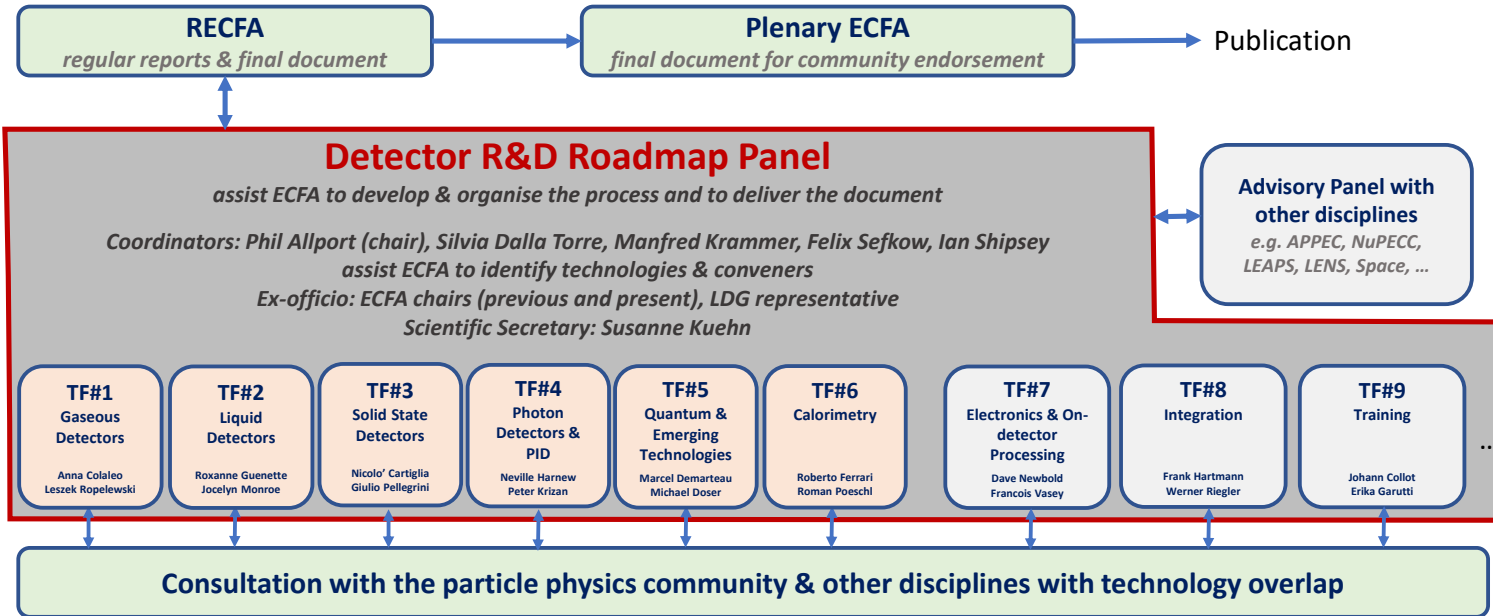 RECFA
regular reports & final document
Plenary ECFA
final document for community endorsement
Publication
Detector R&D Roadmap Panel
assist ECFA to develop & organise the process and to deliver the document
Coordinators: Phil Allport (chair), Silvia Dalla Torre, Manfred Krammer, Felix Sefkow, Ian Shipsey
assist ECFA to identify technologies & conveners
Ex-officio: ECFA chairs (previous and present), LDG representative
Scientific Secretary: Susanne Kuehn
Advisory Panel with
other disciplines
e.g. APPEC, NuPECC,
LEAPS, LENS, Space, …
TF#1
Gaseous
Detectors
Anna Colaleo
Leszek Ropelewski
TF#2
Liquid
Detectors
Roxanne Guenette
Jocelyn Monroe
TF#3
Solid State
Detectors
Nicolo' Cartiglia
Giulio Pellegrini
TF#4
Photon
Detectors &
PID
Neville Harnew
Peter Krizan
TF#5
Quantum &
Emerging
Technologies
Marcel Demarteau
Michael Doser
TF#6
Calorimetry
Roberto Ferrari
Roman Poeschl
TF#7
Electronics & On-
detector
Processing
Dave Newbold
Francois Vasey
TF#8
Integration
Frank Hartmann
Werner Riegler
TF#9
Training
Johann Collot
Erika Garutti
…
Consultation with the particle physics community & other disciplines with technology overlap